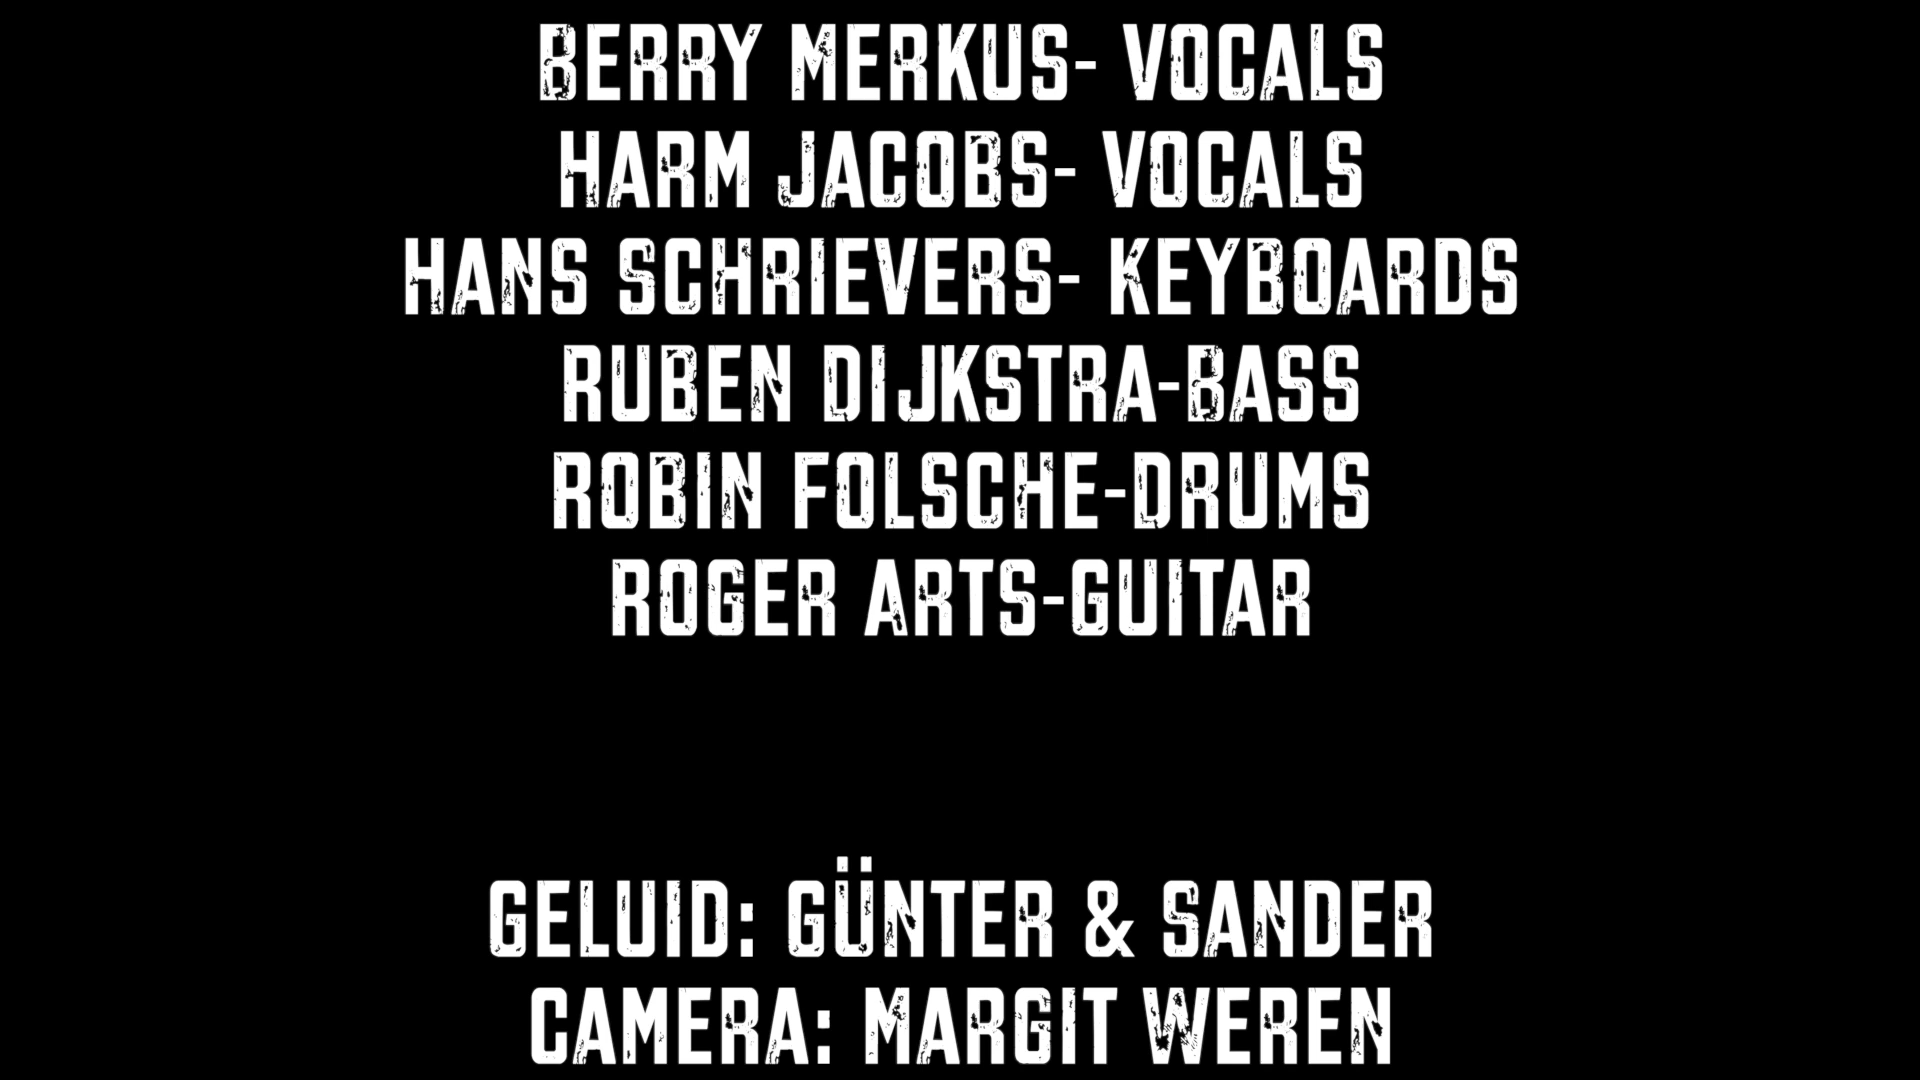 BERRY MERKUS- VOCALS
HARM JACOBS- VOCALS
HANS SCHRIEVERS- KEYBOARDS
RUBEN DIJKSTRA-BASS
ROBIN FOLSCHE-DRUMS
ROGER ARTS-GUITAR
GELUID: GÜNTER & SANDER
CAMERA: MARGIT WEREN